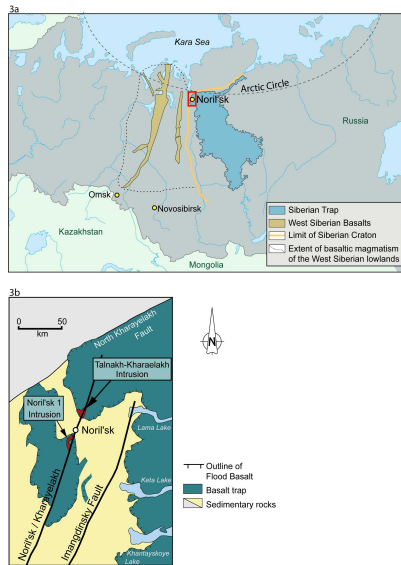 3a
Kara Sea
Arctic Circle
Noril'sk
Russia
Omsk
Novosibirsk
Kazakhstan
Mongolia
Siberian Trap
West Siberian Basalts
Limit of Siberian Craton
Extent of basaltic magmatism
of the West Siberian lowlands
3b
0 50
km
North Kharayelakh
Fault
Talnakh-Kharaelakh
Intrusion
Noril'sk 1
Intrusion
Noril'sk
Lama Lake
Keta Lake
Khantayskoye
Lake
Noril'sk / Kharayelakh
Imangdinsky Fault
N
Outline of
Flood Basalt
Basalt trap
Sedimentary rocks